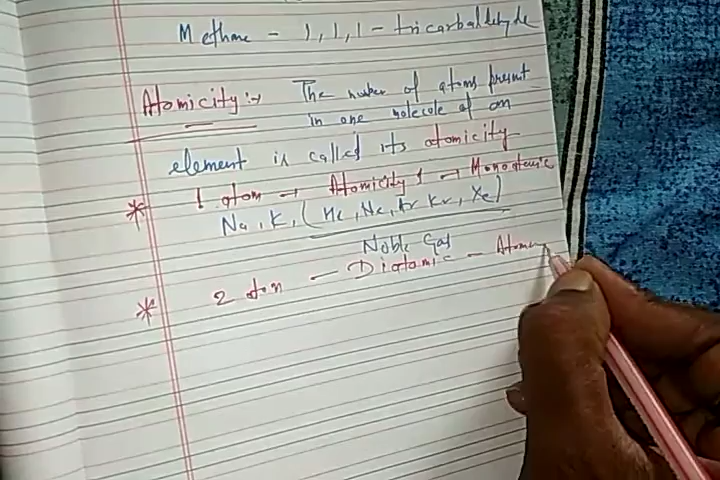 Methane - 1, 1, 1 - tricarbaldehyde
Atomicity :→ The number of atoms present
in one molecule of an
element is called its atomicity
* 1 atom → Atomicity 1 → Monoatomic
Na, K, (He, Ne, Ar, Kr, Xe)
Noble Gas
* 2 atom — Diatomic —